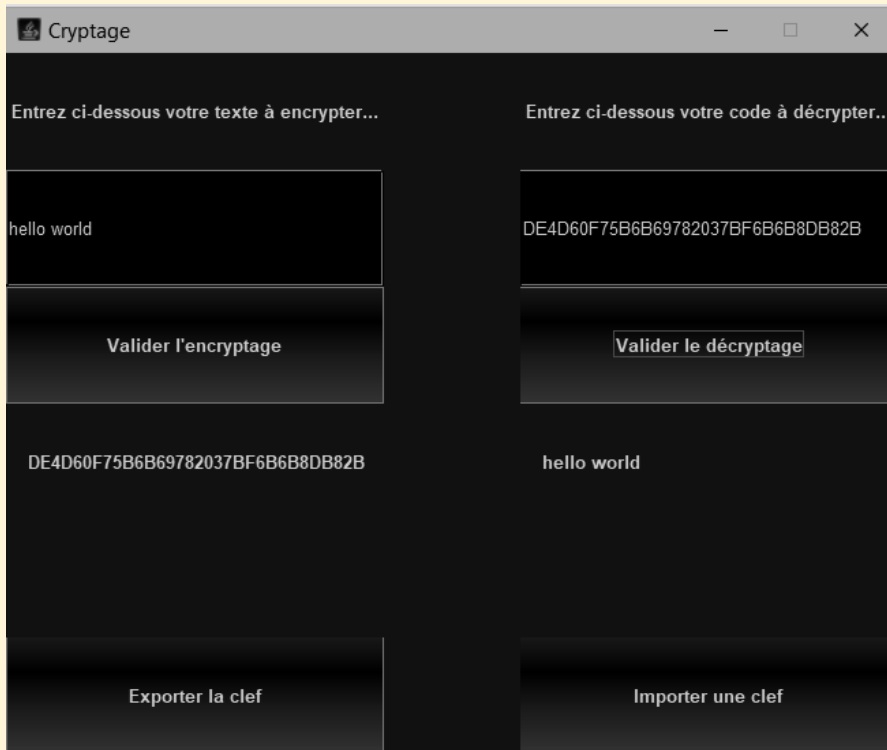 Cryptage
Entrez ci-dessous votre texte à encrypter...
Entrez ci-dessous votre code à décrypter..
hello world
DE4D60F75B6B69782037BF6B6B8DB82B
Valider l'encryptage
Valider le décryptage
DE4D60F75B6B69782037BF6B6B8DB82B
hello world
Exporter la clef
Importer une clef